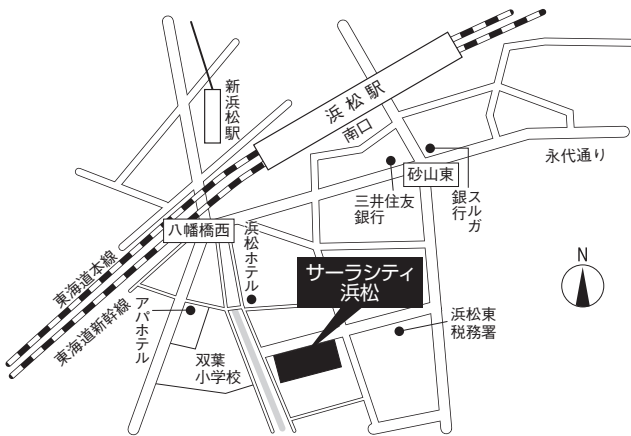 新浜松駅
浜松駅
南口
永代通り
砂山東
三井住友
銀行
スルガ
銀行
八幡橋西
浜松ホテル
東海道本線
東海道新幹線
サーラシティ
浜松
N
アパホテル
浜松東
税務署
双葉
小学校